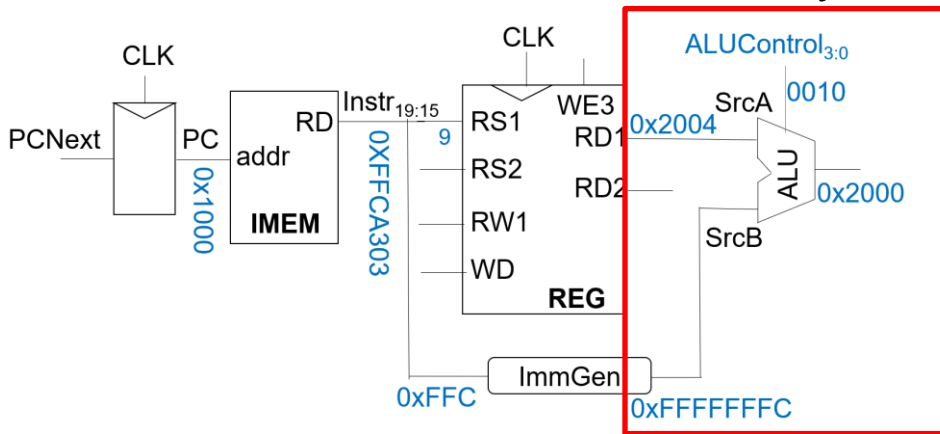 CLK
CLK
ALUControl3:0
PCNext
PC
0x1000
RD
addr
IMEM
Instr19:15
0XFFCA303
9
RS1
RS2
RW1
WD
WE3
RD1
RD2
REG
0x2004
SrcA
0010
ALU
0x2000
SrcB
ImmGen
0xFFC
0xFFFFFFFC